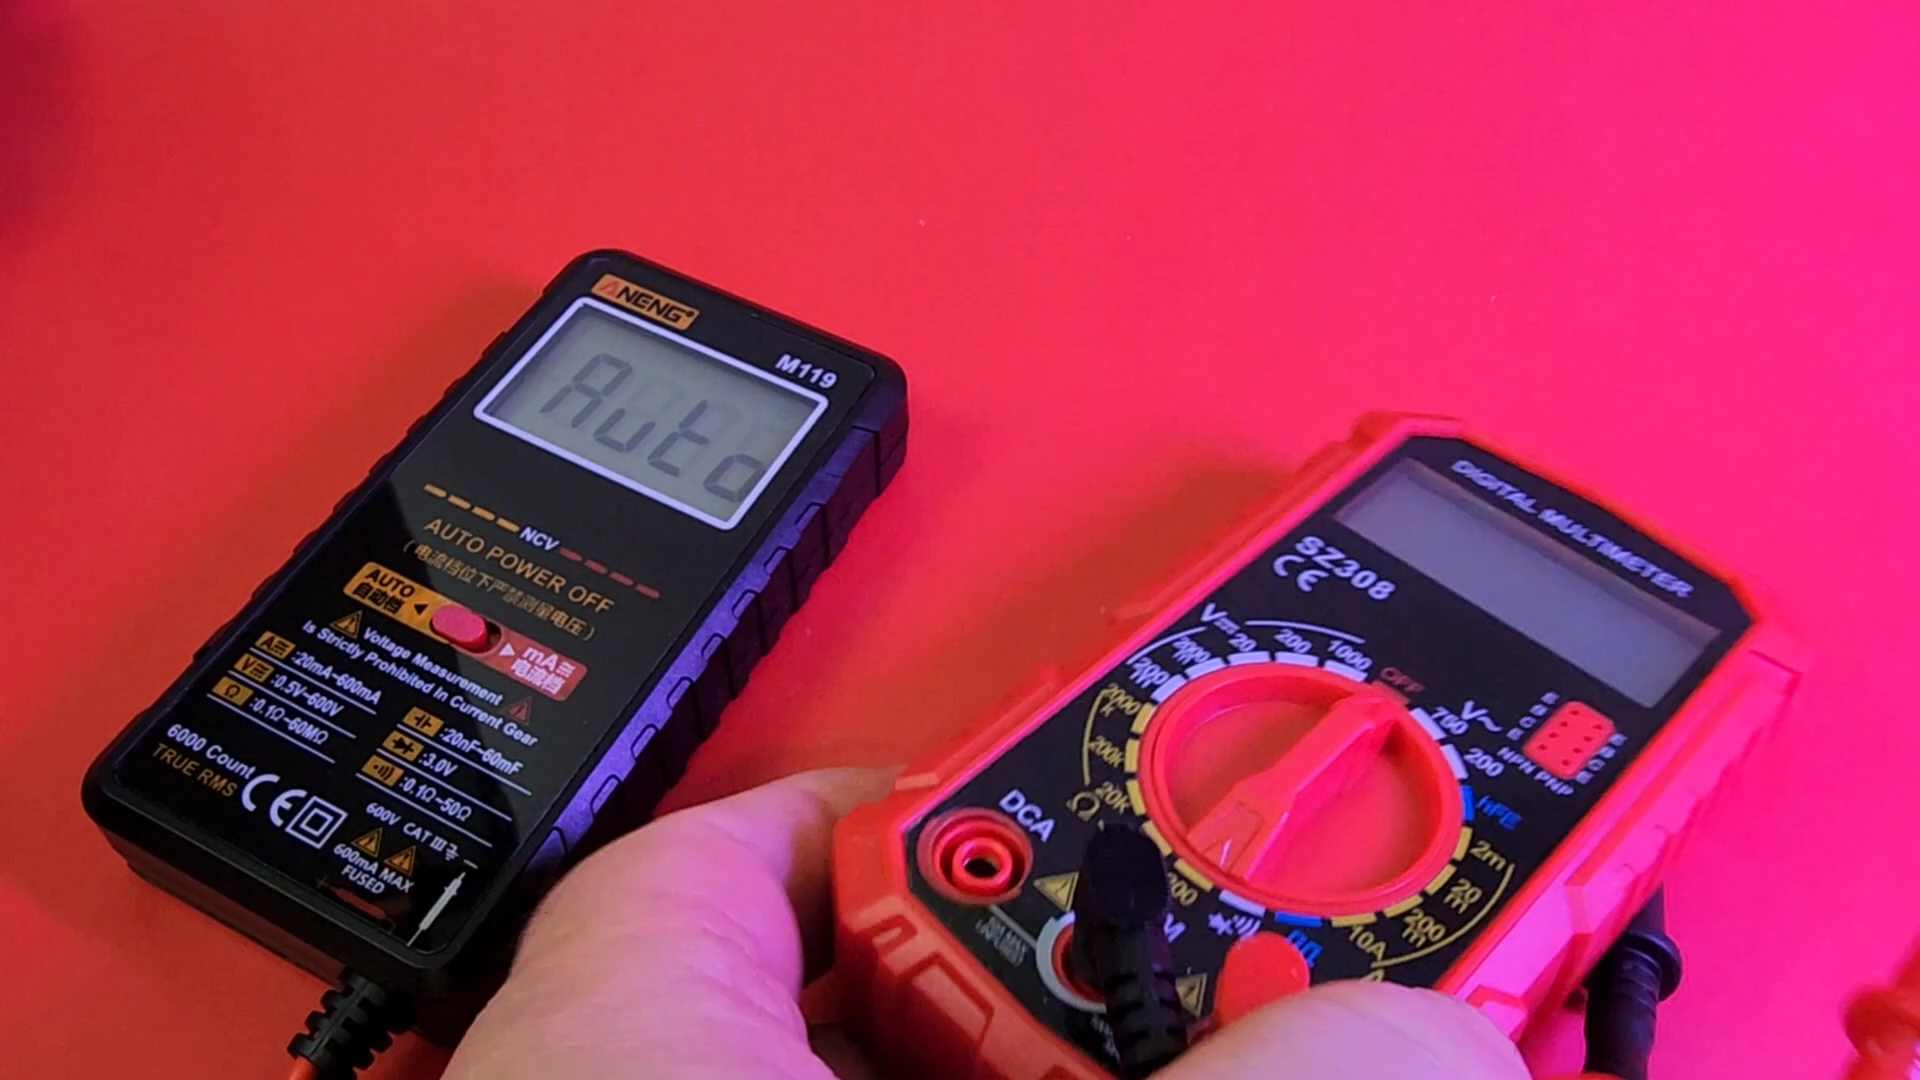 ANENG®
M119
Auto
NCV
AUTO POWER OFF
(电流档位下严禁测量电压)
AUTO
自动档
mA
电流档
Voltage Measurement
Is Strictly Prohibited In Current Gear
A :20mA~600mA
V :0.5V~600V
Ω :0.1Ω~60MΩ
:20nF~60mF
:3.0V
:0.1Ω~50Ω
6000 Count
TRUE RMS
CE
600V CAT III
600mA MAX
FUSED
DIGITAL MULTIMETER
SZ308
CE
V
20
200
1000
OFF
V~
750
200
hFE
NPN PNP
2m
20m
200m
10A
2000k
200k
20k
Ω
DCA